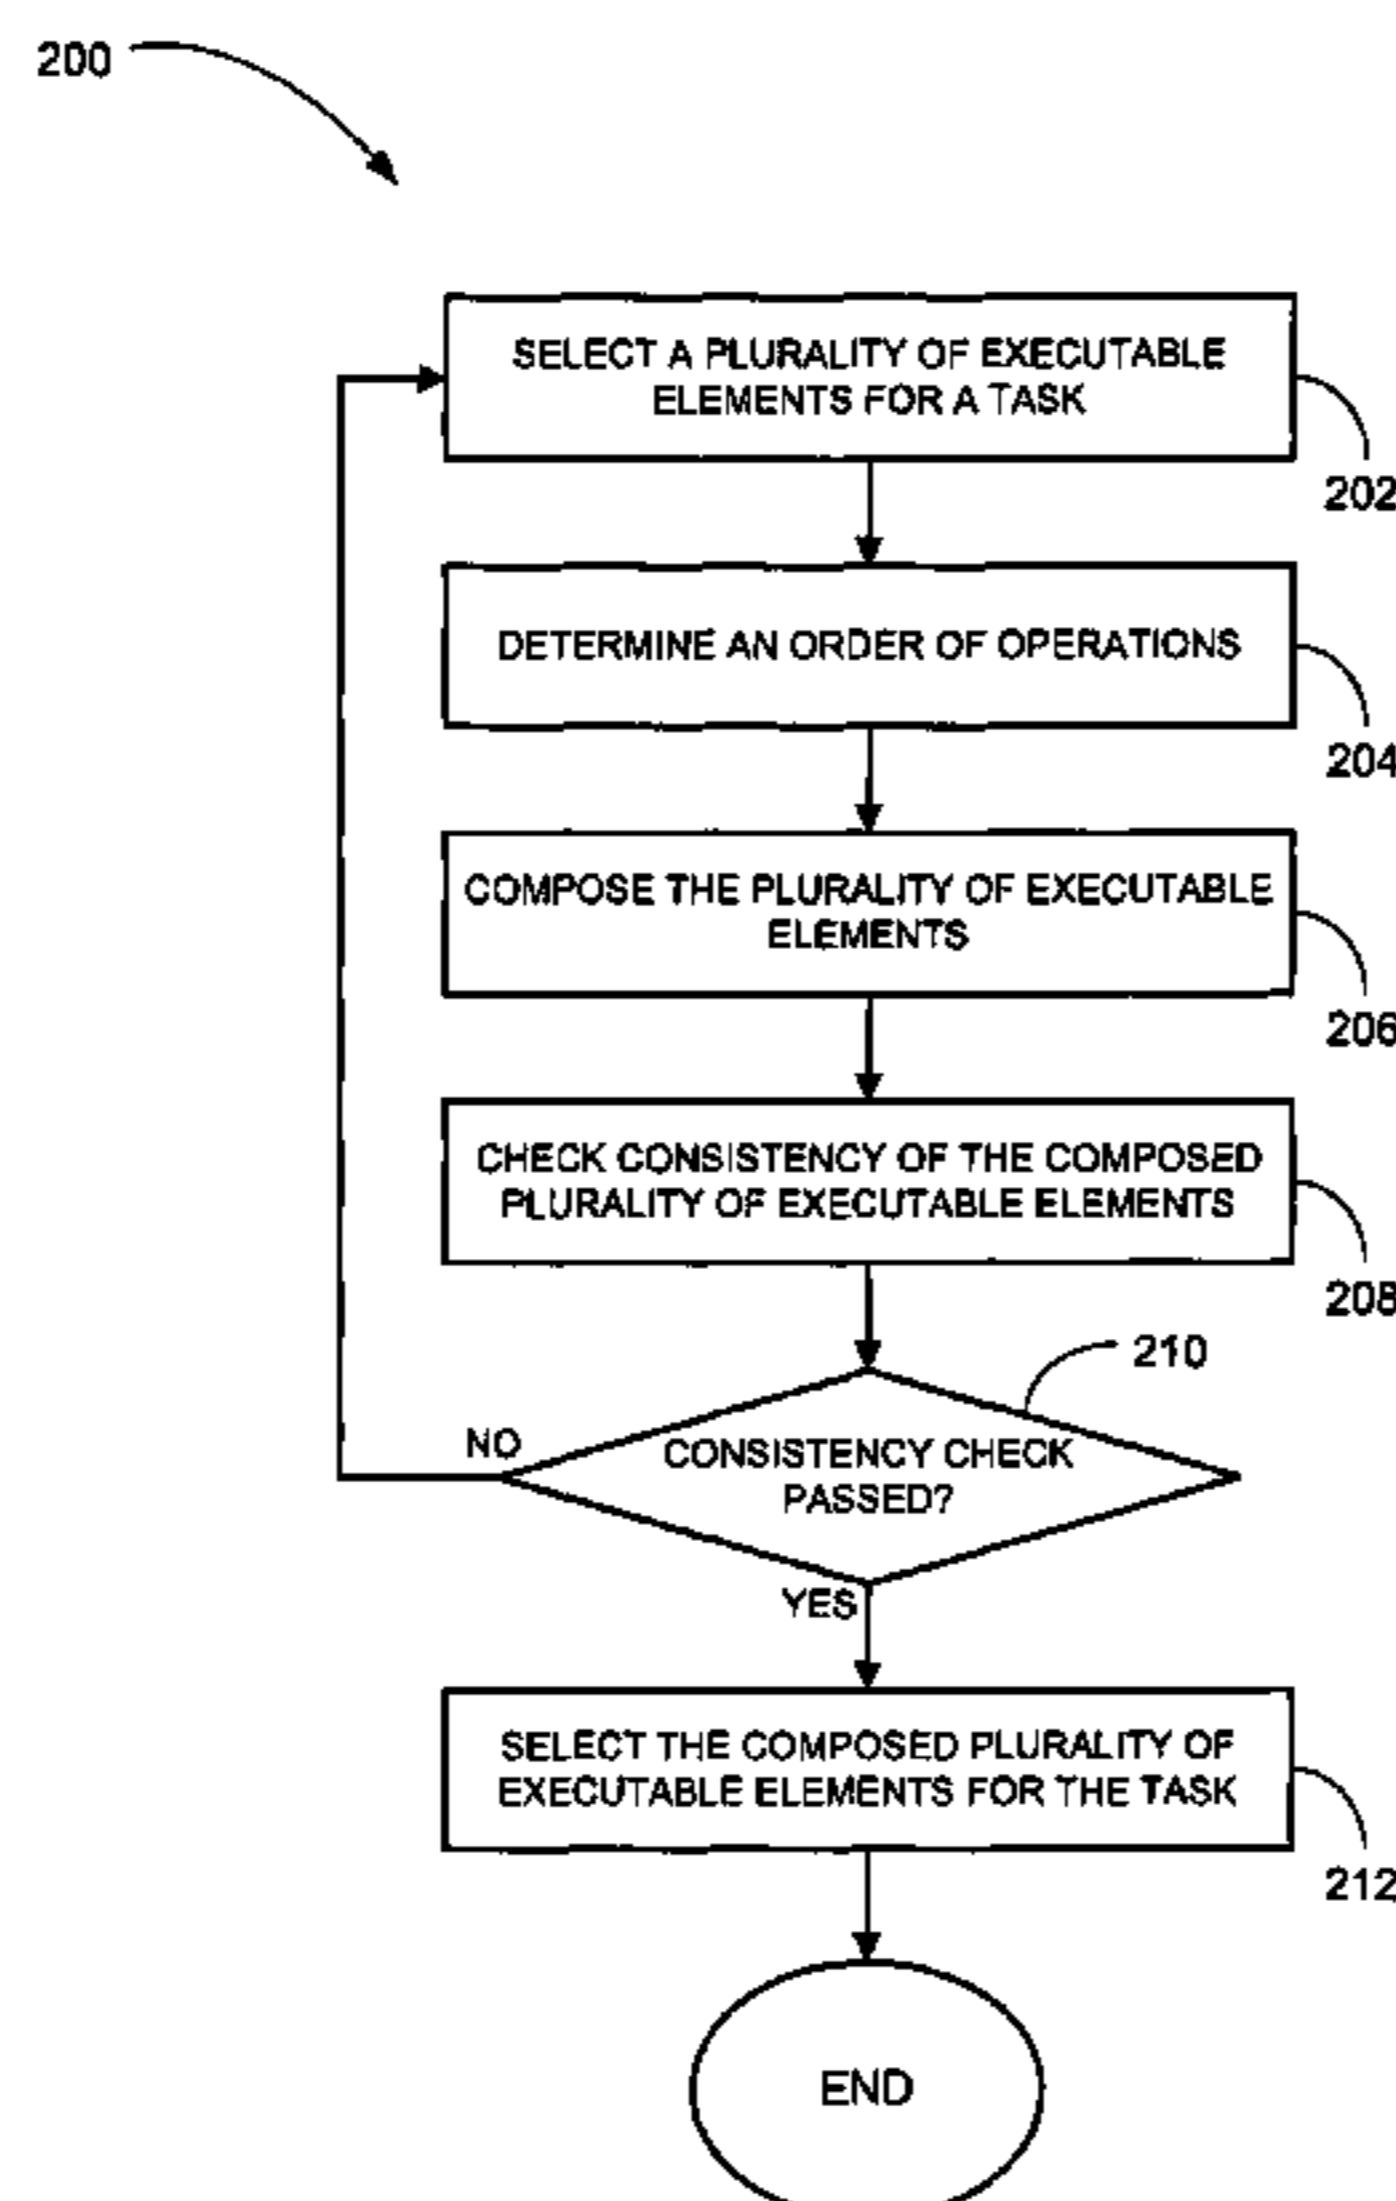 200
SELECT A PLURALITY OF EXECUTABLE
ELEMENTS FOR A TASK
202
DETERMINE AN ORDER OF OPERATIONS
204
COMPOSE THE PLURALITY OF EXECUTABLE
ELEMENTS
206
CHECK CONSISTENCY OF THE COMPOSED
PLURALITY OF EXECUTABLE ELEMENTS
208
210
NO
CONSISTENCY CHECK
PASSED?
YES
SELECT THE COMPOSED PLURALITY OF
EXECUTABLE ELEMENTS FOR THE TASK
212
END